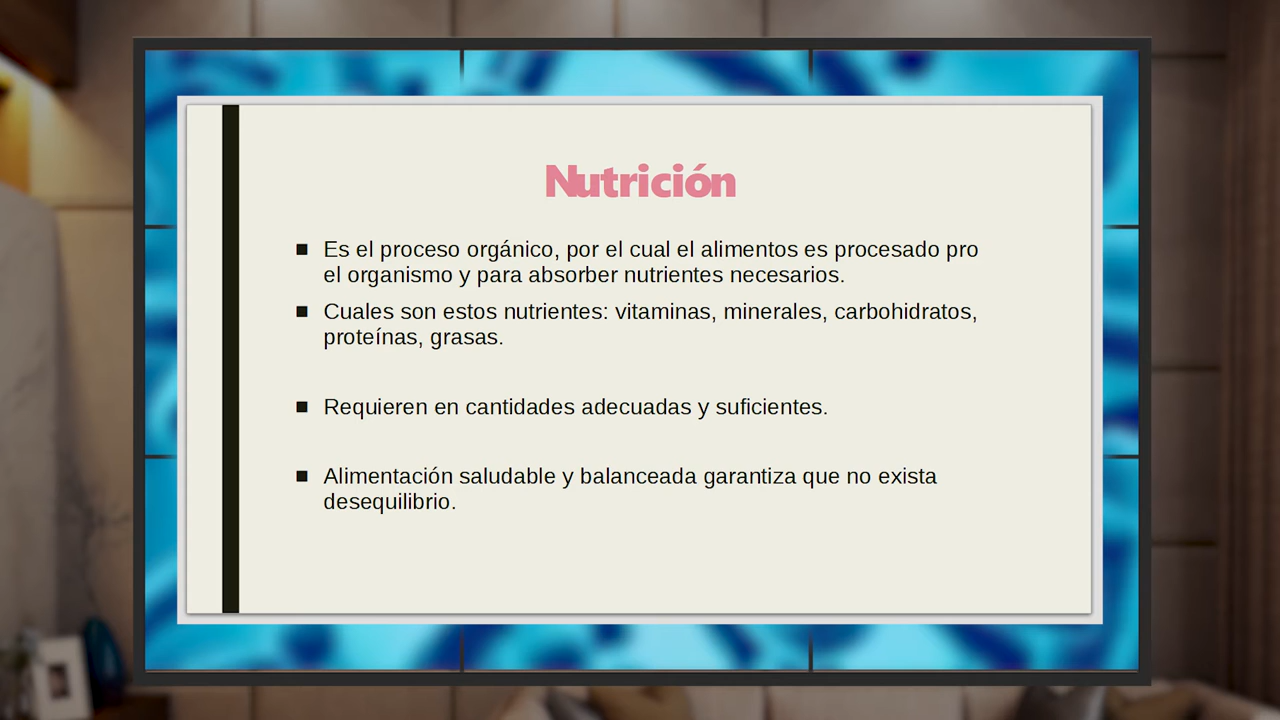 Nutrición
■ Es el proceso orgánico, por el cual el alimentos es procesado pro
el organismo y para absorber nutrientes necesarios.
■ Cuales son estos nutrientes: vitaminas, minerales, carbohidratos,
proteínas, grasas.
■ Requieren en cantidades adecuadas y suficientes.
■ Alimentación saludable y balanceada garantiza que no exista
desequilibrio.